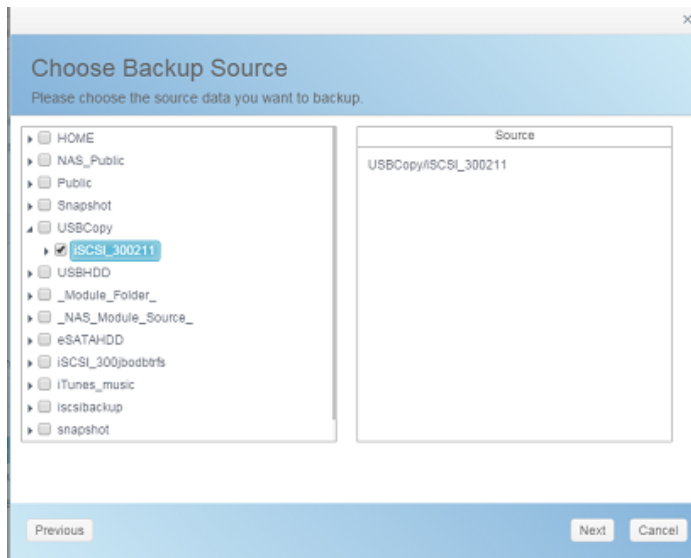 Choose Backup Source
Please choose the source data you want to backup.
HOME
NAS_Public
Public
Snapshot
USBCopy
iSCSI_300211
USBHDD
_Module_Folder_
_NAS_Module_Source_
eSATAHDD
iSCSI_300jbodbtrfs
iTunes_music
iscsibackup
snapshot
Source
USBCopy/iSCSI_300211
Previous
Next
Cancel